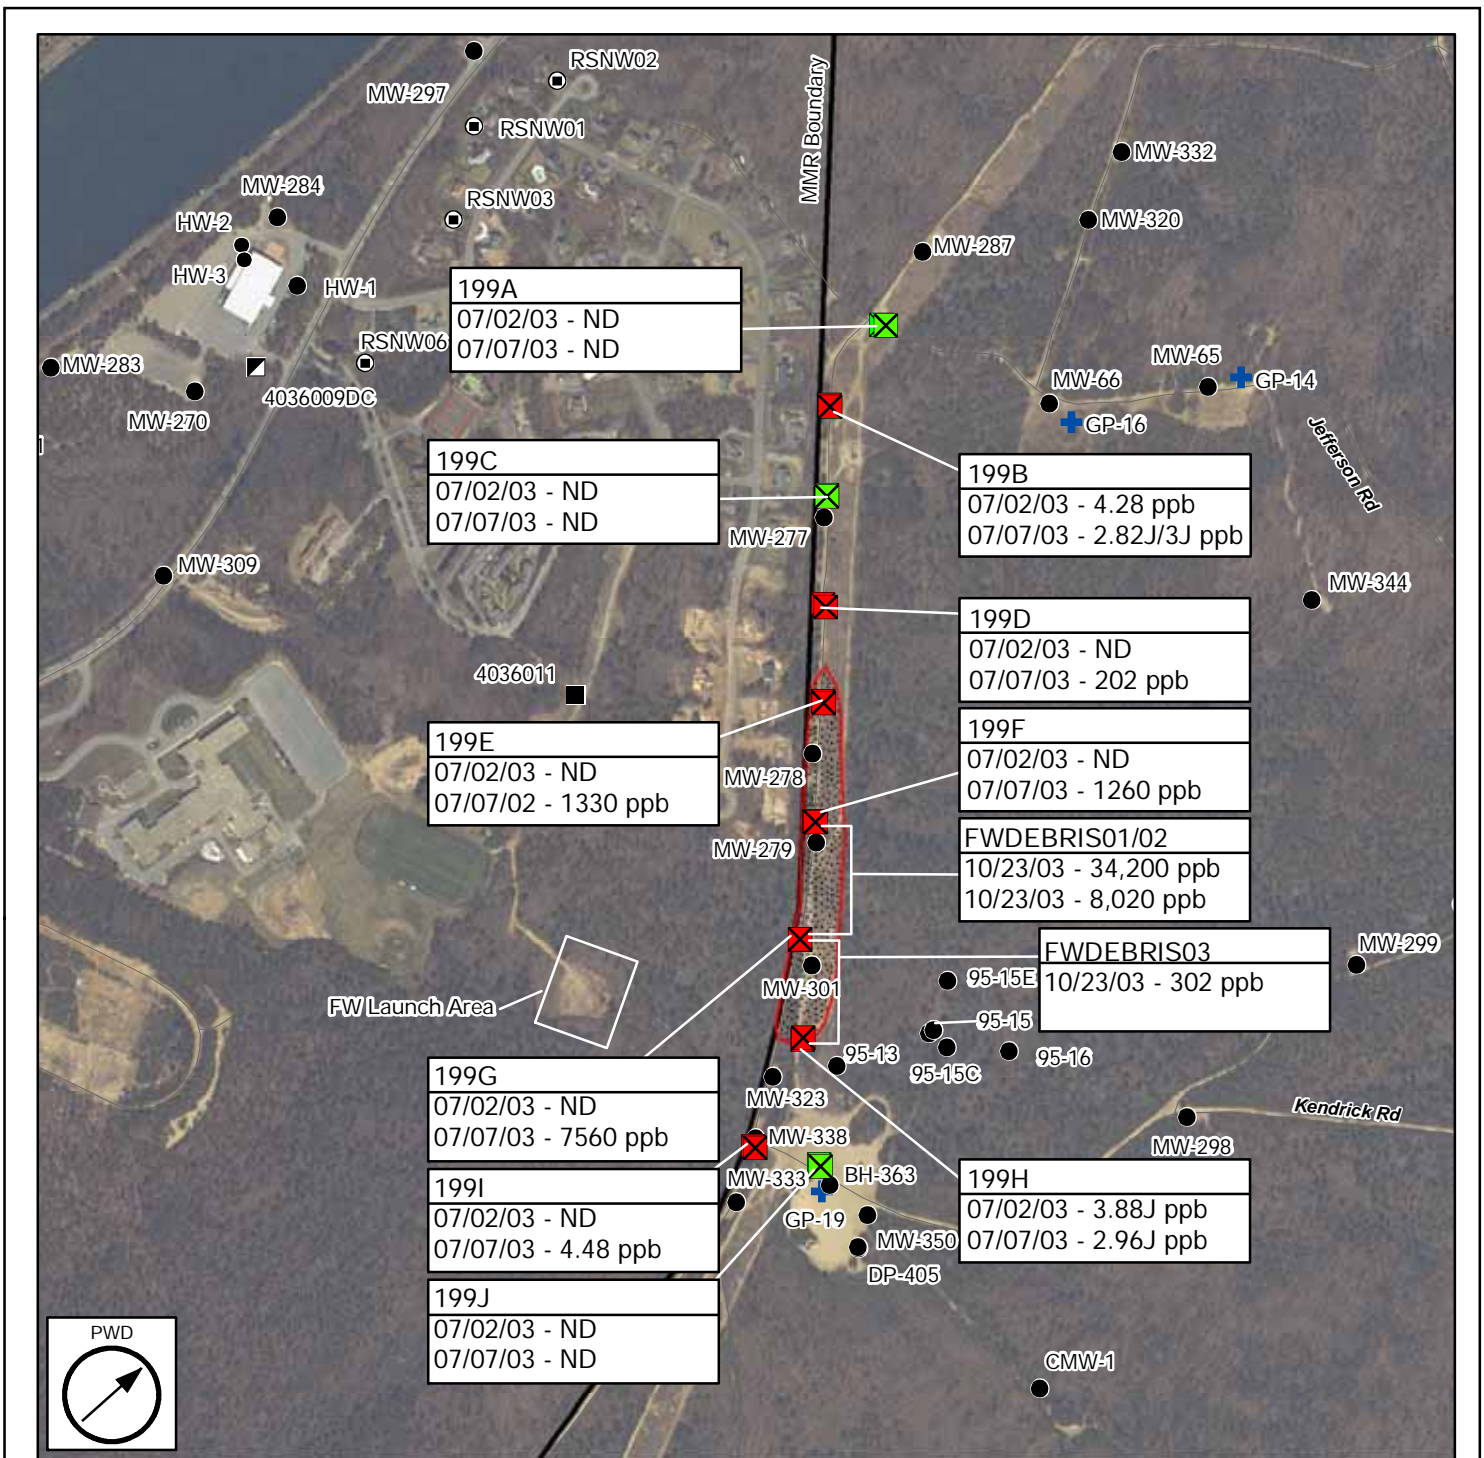 RSNW02
MW-297
RSNW01
MMR Boundary
MW-332
MW-284
RSNW03
HW-2
MW-320
MW-287
HW-3
HW-1
199A
07/02/03 - ND
07/07/03 - ND
RSNW06
MW-283
4036009DC
MW-270
MW-65
GP-14
MW-66
GP-16
Jefferson Rd
199C
07/02/03 - ND
07/07/03 - ND
MW-277
199B
07/02/03 - 4.28 ppb
07/07/03 - 2.82J/3J ppb
MW-309
MW-344
199D
07/02/03 - ND
07/07/03 - 202 ppb
4036011
199E
07/02/03 - ND
07/07/02 - 1330 ppb
MW-278
199F
07/02/03 - ND
07/07/03 - 1260 ppb
MW-279
FWDEBRIS01/02
10/23/03 - 34,200 ppb
10/23/03 - 8,020 ppb
FWDEBRIS03
10/23/03 - 302 ppb
MW-299
MW-301
95-15E
FW Launch Area
95-15
95-13
95-15C
95-16
199G
07/02/03 - ND
07/07/03 - 7560 ppb
MW-323
Kendrick Rd
MW-298
MW-338
199I
07/02/03 - ND
07/07/03 - 4.48 ppb
MW-333
BH-363
GP-19
199H
07/02/03 - 3.88J ppb
07/07/03 - 2.96J ppb
MW-350
DP-405
199J
07/02/03 - ND
07/07/03 - ND
PWD
CMW-1